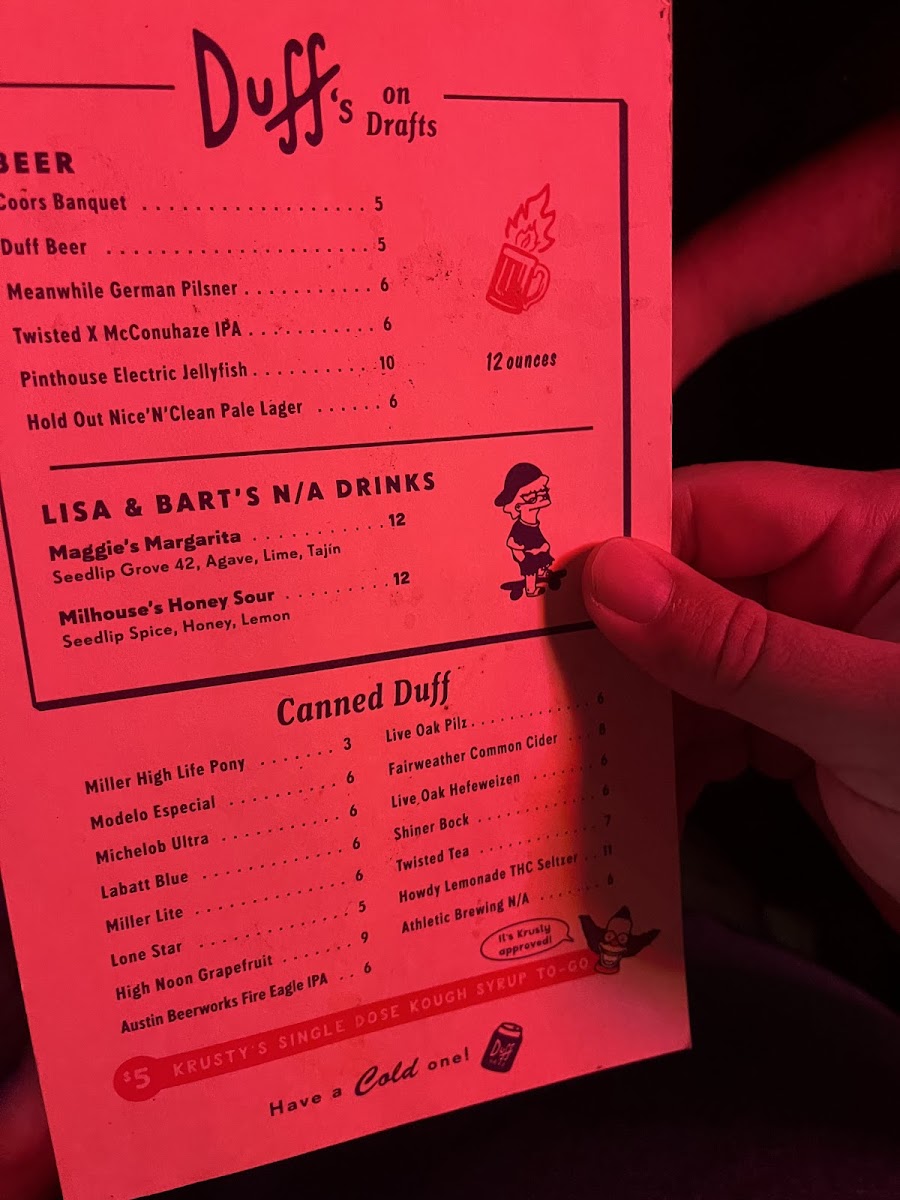 Duff's on Drafts
BEER
Coors Banquet . . . . . . . . . . . . . . . . . . 5
Duff Beer . . . . . . . . . . . . . . . . . . . . . 5
Meanwhile German Pilsner . . . . . . . . . . 6
Twisted X McConuhaze IPA . . . . . . . . . . 6
Pinthouse Electric Jellyfish . . . . . . . . . . 10
Hold Out Nice'N'Clean Pale Lager . . . . . . 6
12 ounces
LISA & BART'S N/A DRINKS
Maggie's Margarita . . . . . . . . . . . 12
Seedlip Grove 42, Agave, Lime, Tajín
Milhouse's Honey Sour . . . . . . . . . 12
Seedlip Spice, Honey, Lemon
Canned Duff
Miller High Life Pony . . . . . . . 3
Modelo Especial . . . . . . . . . . 6
Michelob Ultra . . . . . . . . . . . 6
Labatt Blue . . . . . . . . . . . . . 6
Miller Lite . . . . . . . . . . . . . . 6
Lone Star . . . . . . . . . . . . . . 5
High Noon Grapefruit . . . . . . . 9
Austin Beerworks Fire Eagle IPA . . . 6
Live Oak Pilz . . . . . . . . . . . . 6
Fairweather Common Cider . . . 8
Live Oak Hefeweizen . . . . . . . 6
Shiner Bock . . . . . . . . . . . . 6
Twisted Tea . . . . . . . . . . . . 7
Howdy Lemonade THC Seltzer . . 11
Athletic Brewing N/A . . . . . . . 6
It's Krusty
approved!
$5 KRUSTY'S SINGLE DOSE KOUGH SYRUP TO-GO
Have a Cold one!
Duff